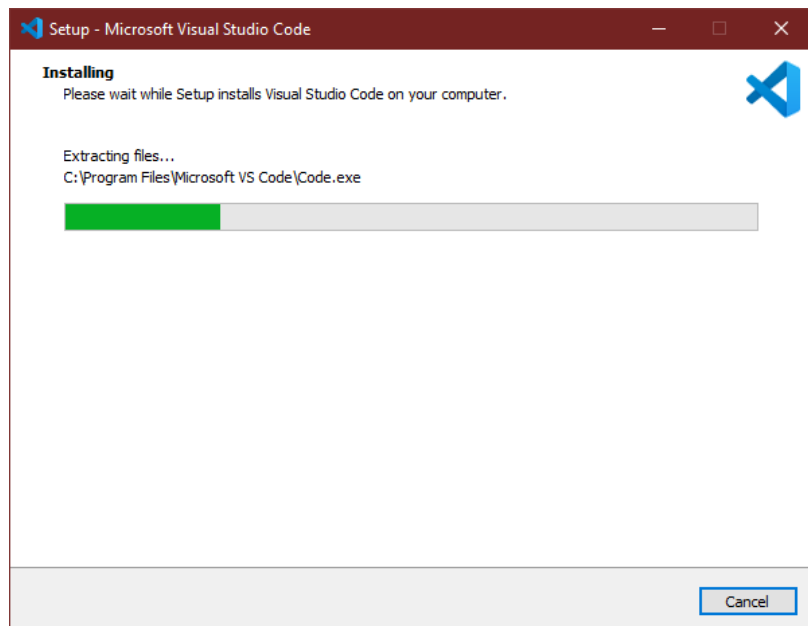 Setup - Microsoft Visual Studio Code
Installing
Please wait while Setup installs Visual Studio Code on your computer.
Extracting files...
C:\Program Files\Microsoft VS Code\Code.exe
Cancel